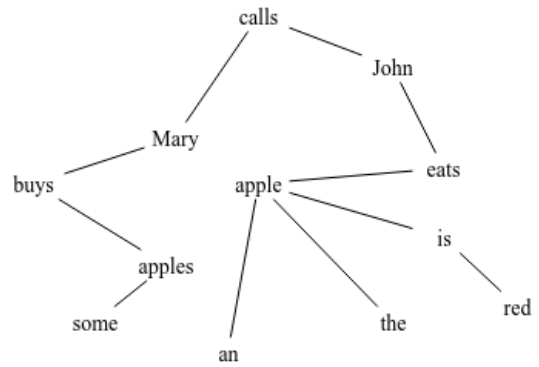 calls
John
Mary
eats
buys
apple
is
apples
red
some
the
an